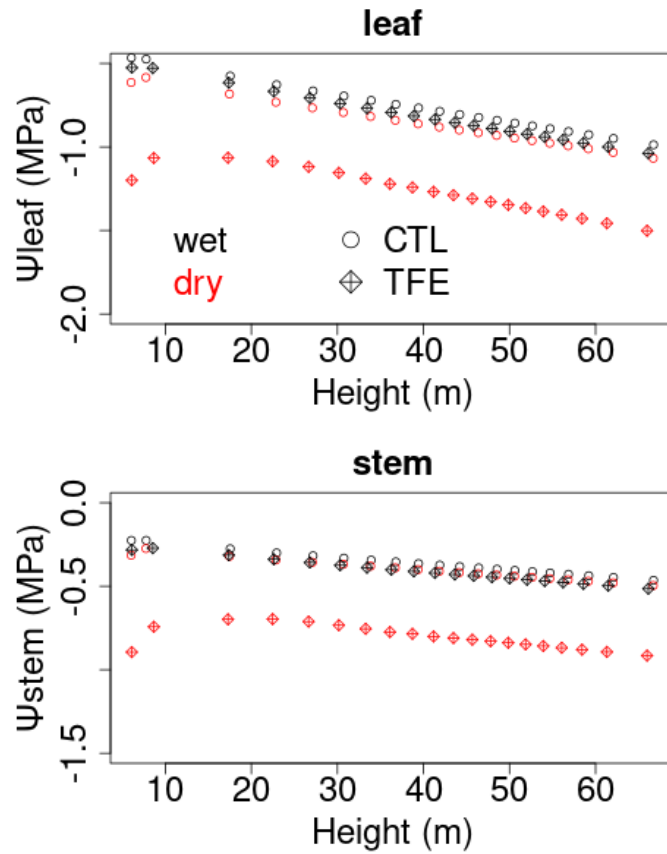 leaf
Ψleaf (MPa)
-1.0
-2.0
wet
dry
CTL
TFE
10 20 30 40 50 60
Height (m)
stem
Ψstem (MPa)
0.0
-0.5
-1.5
10 20 30 40 50 60
Height (m)